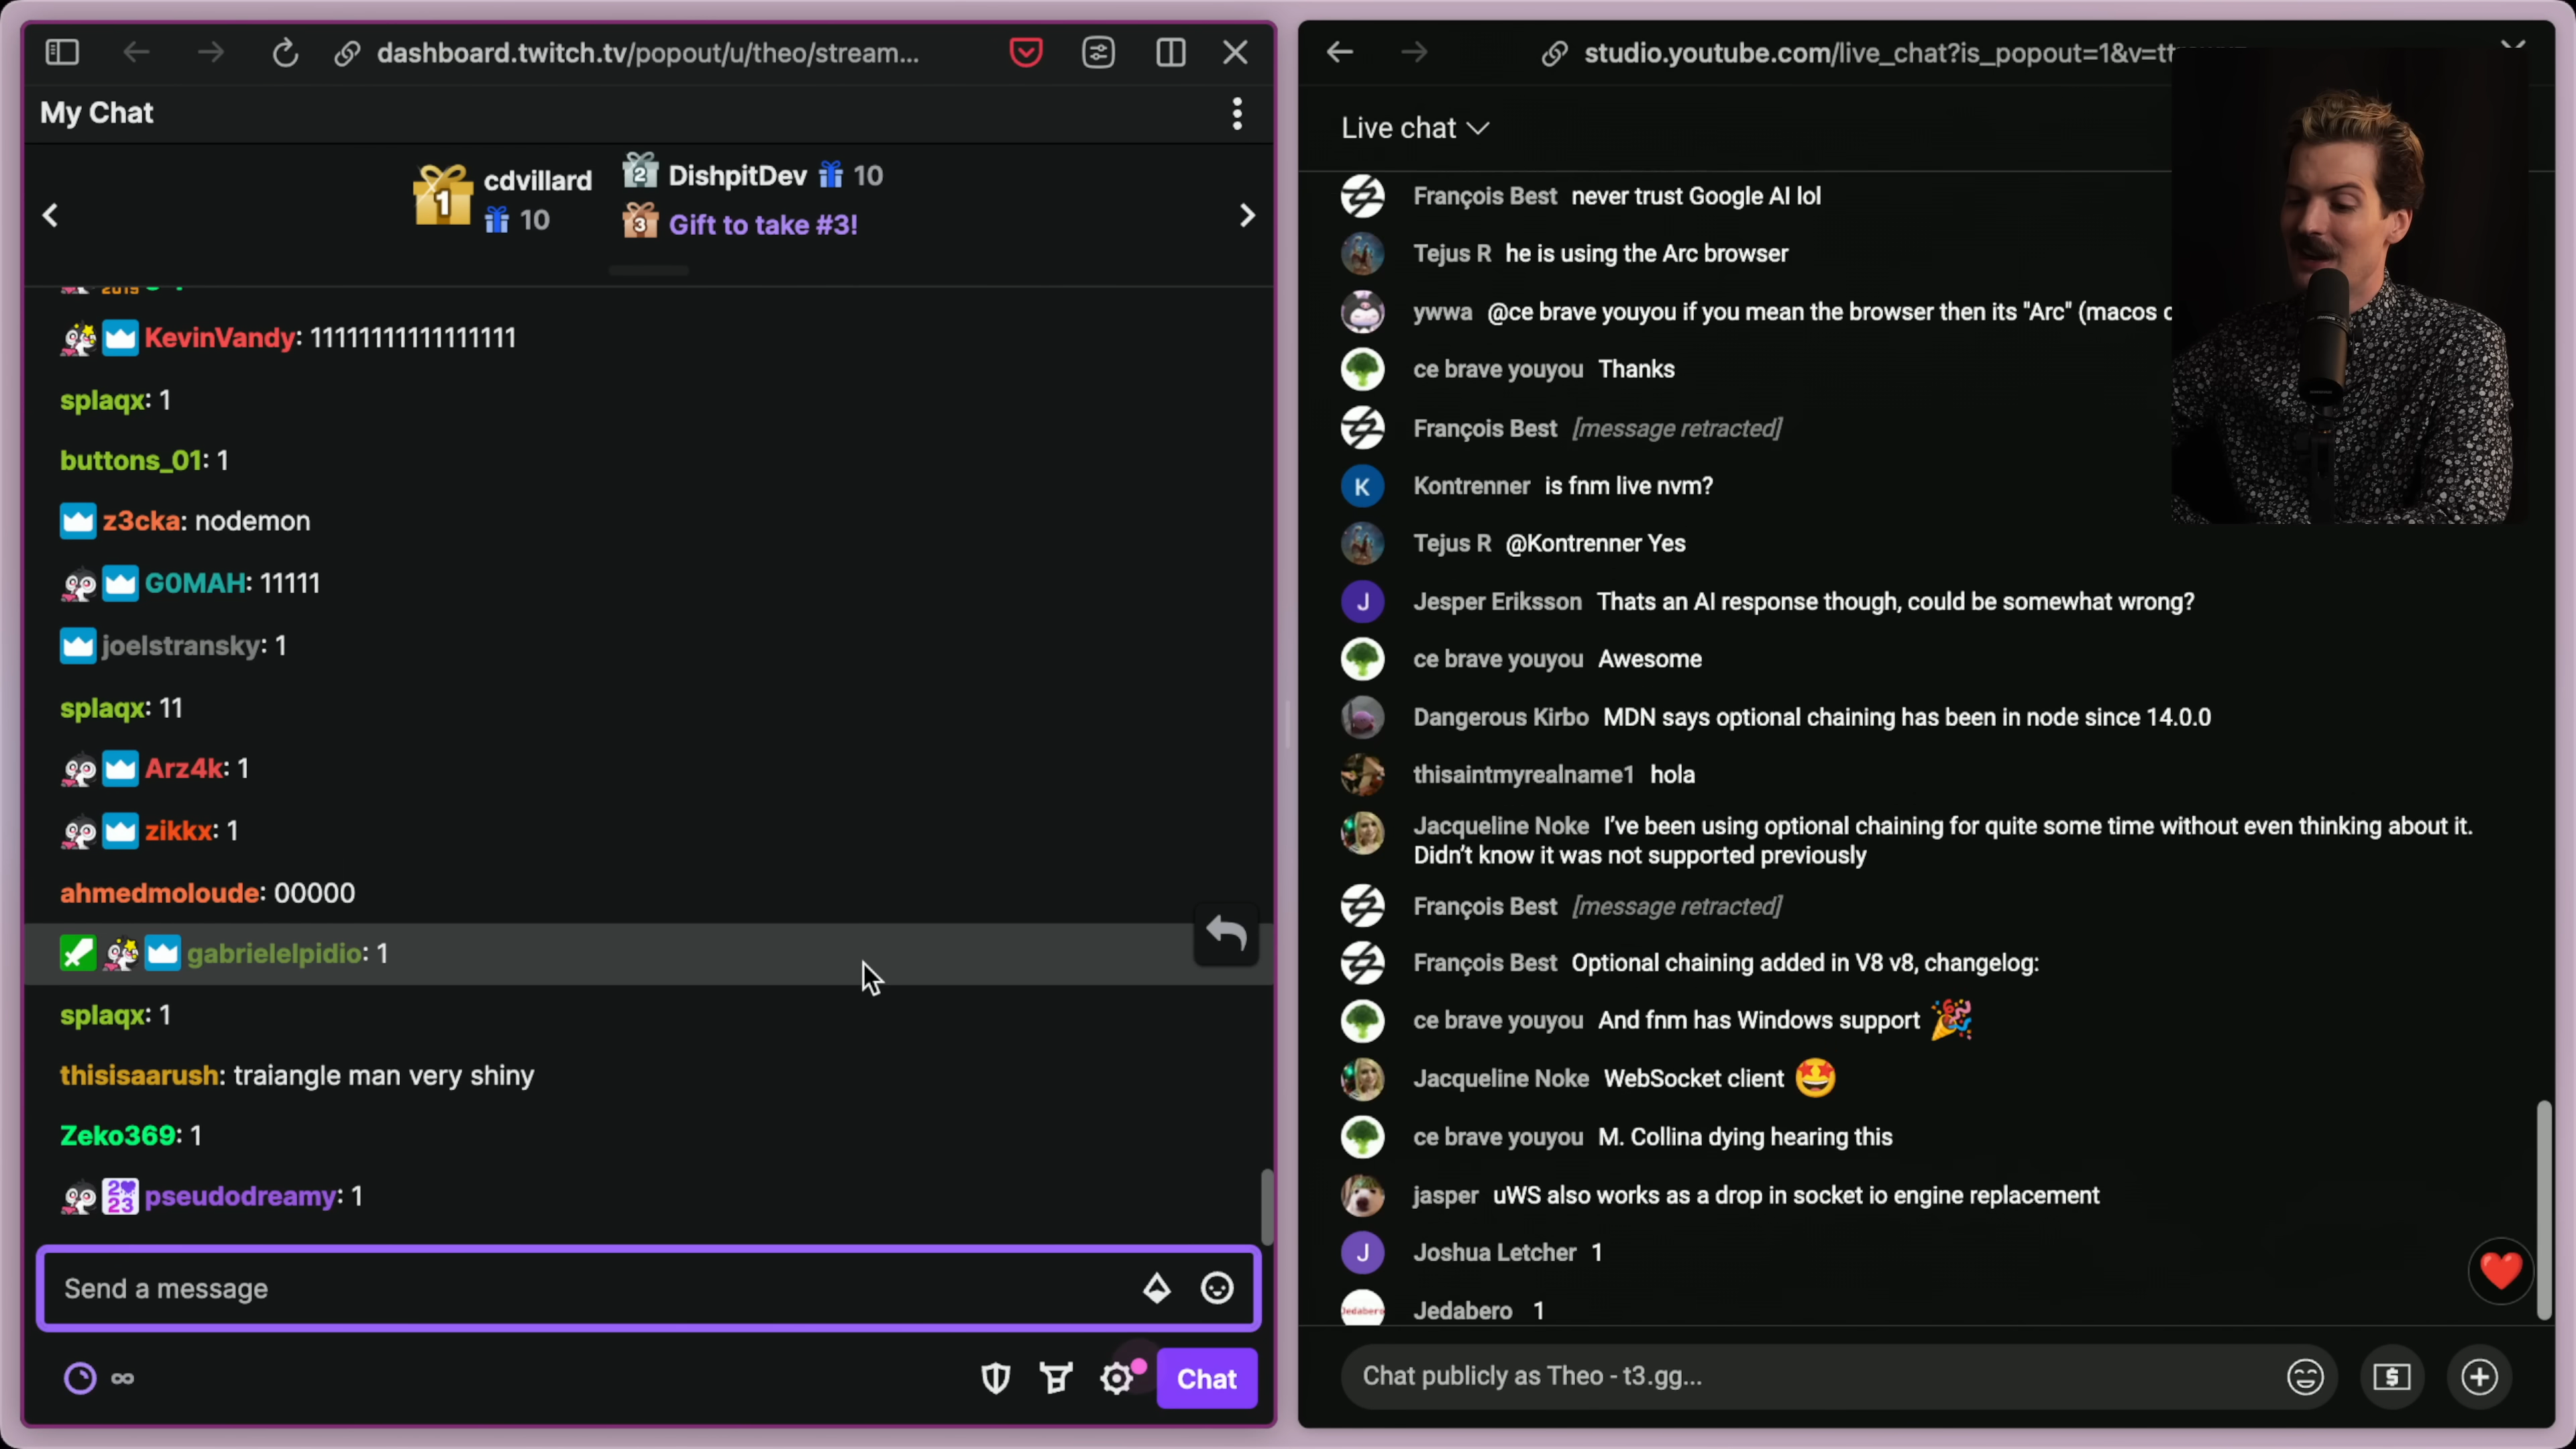 dashboard.twitch.tv/popout/u/theo/stream...
My Chat
1 cdvillard
10
2 DishpitDev 10
3 Gift to take #3!
KevinVandy: 11111111111111111
splaqx: 1
buttons_01: 1
z3cka: nodemon
G0MAH: 11111
joelstransky: 1
splaqx: 11
Arz4k: 1
zikkx: 1
ahmedmoloude: 00000
gabrielelpidio: 1
splaqx: 1
thisisaarush: traiangle man very shiny
Zeko369: 1
2 23 pseudodreamy: 1
Send a message
Chat
studio.youtube.com/live_chat?is_popout=1&v=
Live chat
François Best never trust Google AI lol
Tejus R he is using the Arc browser
ywwa @ce brave youyou if you mean the browser then its "Arc" (macos
ce brave youyou Thanks
François Best [message retracted]
K Kontrenner is fnm live nvm?
Tejus R @Kontrenner Yes
J Jesper Eriksson Thats an AI response though, could be somewhat wrong?
ce brave youyou Awesome
Dangerous Kirbo MDN says optional chaining has been in node since 14.0.0
thisaintmyrealname1 hola
Jacqueline Noke I've been using optional chaining for quite some time without even thinking about it.
Didn't know it was not supported previously
François Best [message retracted]
François Best Optional chaining added in V8 v8, changelog:
ce brave youyou And fnm has Windows support
Jacqueline Noke WebSocket client
ce brave youyou M. Collina dying hearing this
jasper uWS also works as a drop in socket io engine replacement
J Joshua Letcher 1
Jedabero Jedabero 1
Chat publicly as Theo - t3.gg...